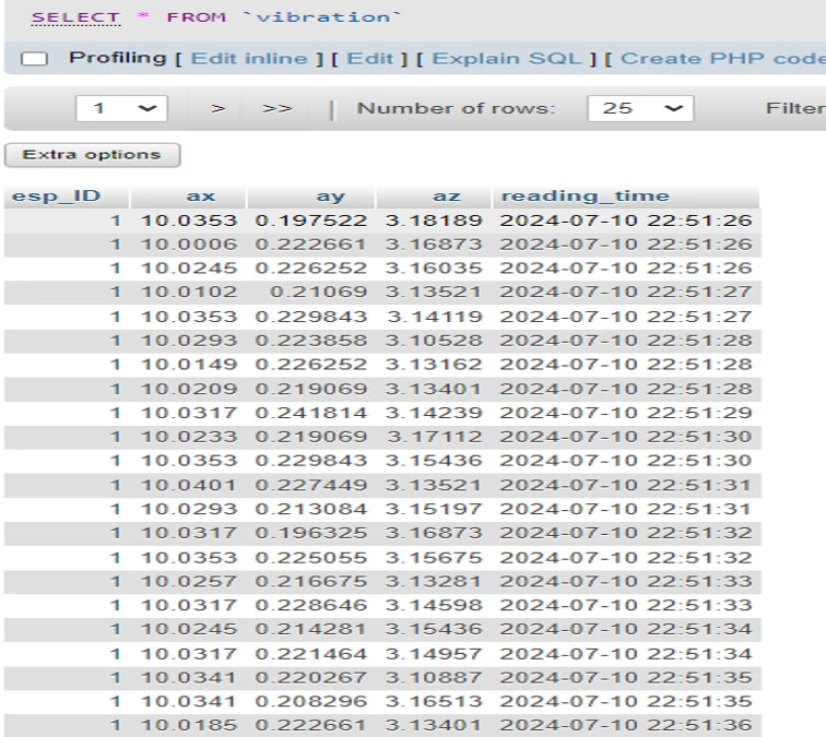 SELECT * FROM `vibration`
Profiling [ Edit inline ] [ Edit ] [ Explain SQL ] [ Create PHP code
1 > >> | Number of rows: 25 Filter
Extra options
esp_ID ax ay az reading_time
1 10.0353 0.197522 3.18189 2024-07-10 22:51:26
1 10.0006 0.222661 3.16873 2024-07-10 22:51:26
1 10.0245 0.226252 3.16035 2024-07-10 22:51:26
1 10.0102 0.21069 3.13521 2024-07-10 22:51:27
1 10.0353 0.229843 3.14119 2024-07-10 22:51:27
1 10.0293 0.223858 3.10528 2024-07-10 22:51:28
1 10.0149 0.226252 3.13162 2024-07-10 22:51:28
1 10.0209 0.219069 3.13401 2024-07-10 22:51:28
1 10.0317 0.241814 3.14239 2024-07-10 22:51:29
1 10.0233 0.219069 3.17112 2024-07-10 22:51:30
1 10.0353 0.229843 3.15436 2024-07-10 22:51:30
1 10.0401 0.227449 3.13521 2024-07-10 22:51:31
1 10.0293 0.213084 3.15197 2024-07-10 22:51:31
1 10.0317 0.196325 3.16873 2024-07-10 22:51:32
1 10.0353 0.225055 3.15675 2024-07-10 22:51:32
1 10.0257 0.216675 3.13281 2024-07-10 22:51:33
1 10.0317 0.228646 3.14598 2024-07-10 22:51:33
1 10.0245 0.214281 3.15436 2024-07-10 22:51:34
1 10.0317 0.221464 3.14957 2024-07-10 22:51:34
1 10.0341 0.220267 3.10887 2024-07-10 22:51:35
1 10.0341 0.208296 3.16513 2024-07-10 22:51:35
1 10.0185 0.222661 3.13401 2024-07-10 22:51:36